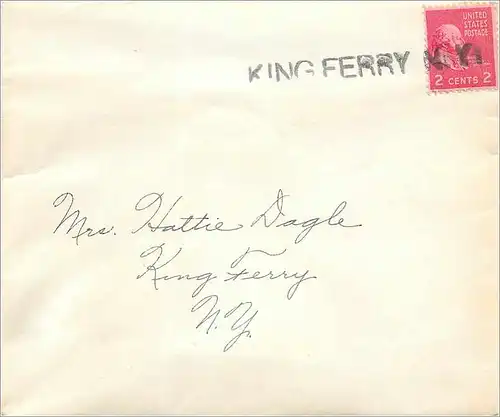 UNITED
STATES
POSTAGE
KING FERRY N.Y.
2 CENTS 2
Mrs. Hattie Dagle
King Ferry
N.Y.